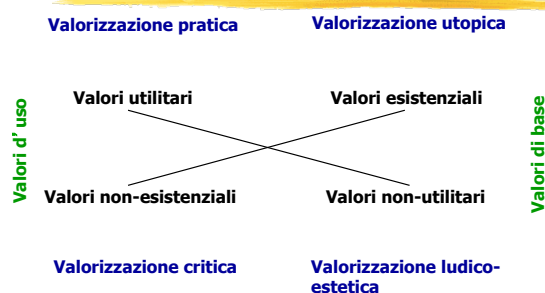 Valorizzazione pratica
Valorizzazione utopica
Valori utilitari
Valori esistenziali
Valori d’ uso
Valori di base
Valori non-esistenziali
Valori non-utilitari
Valorizzazione critica
Valorizzazione ludico-
estetica